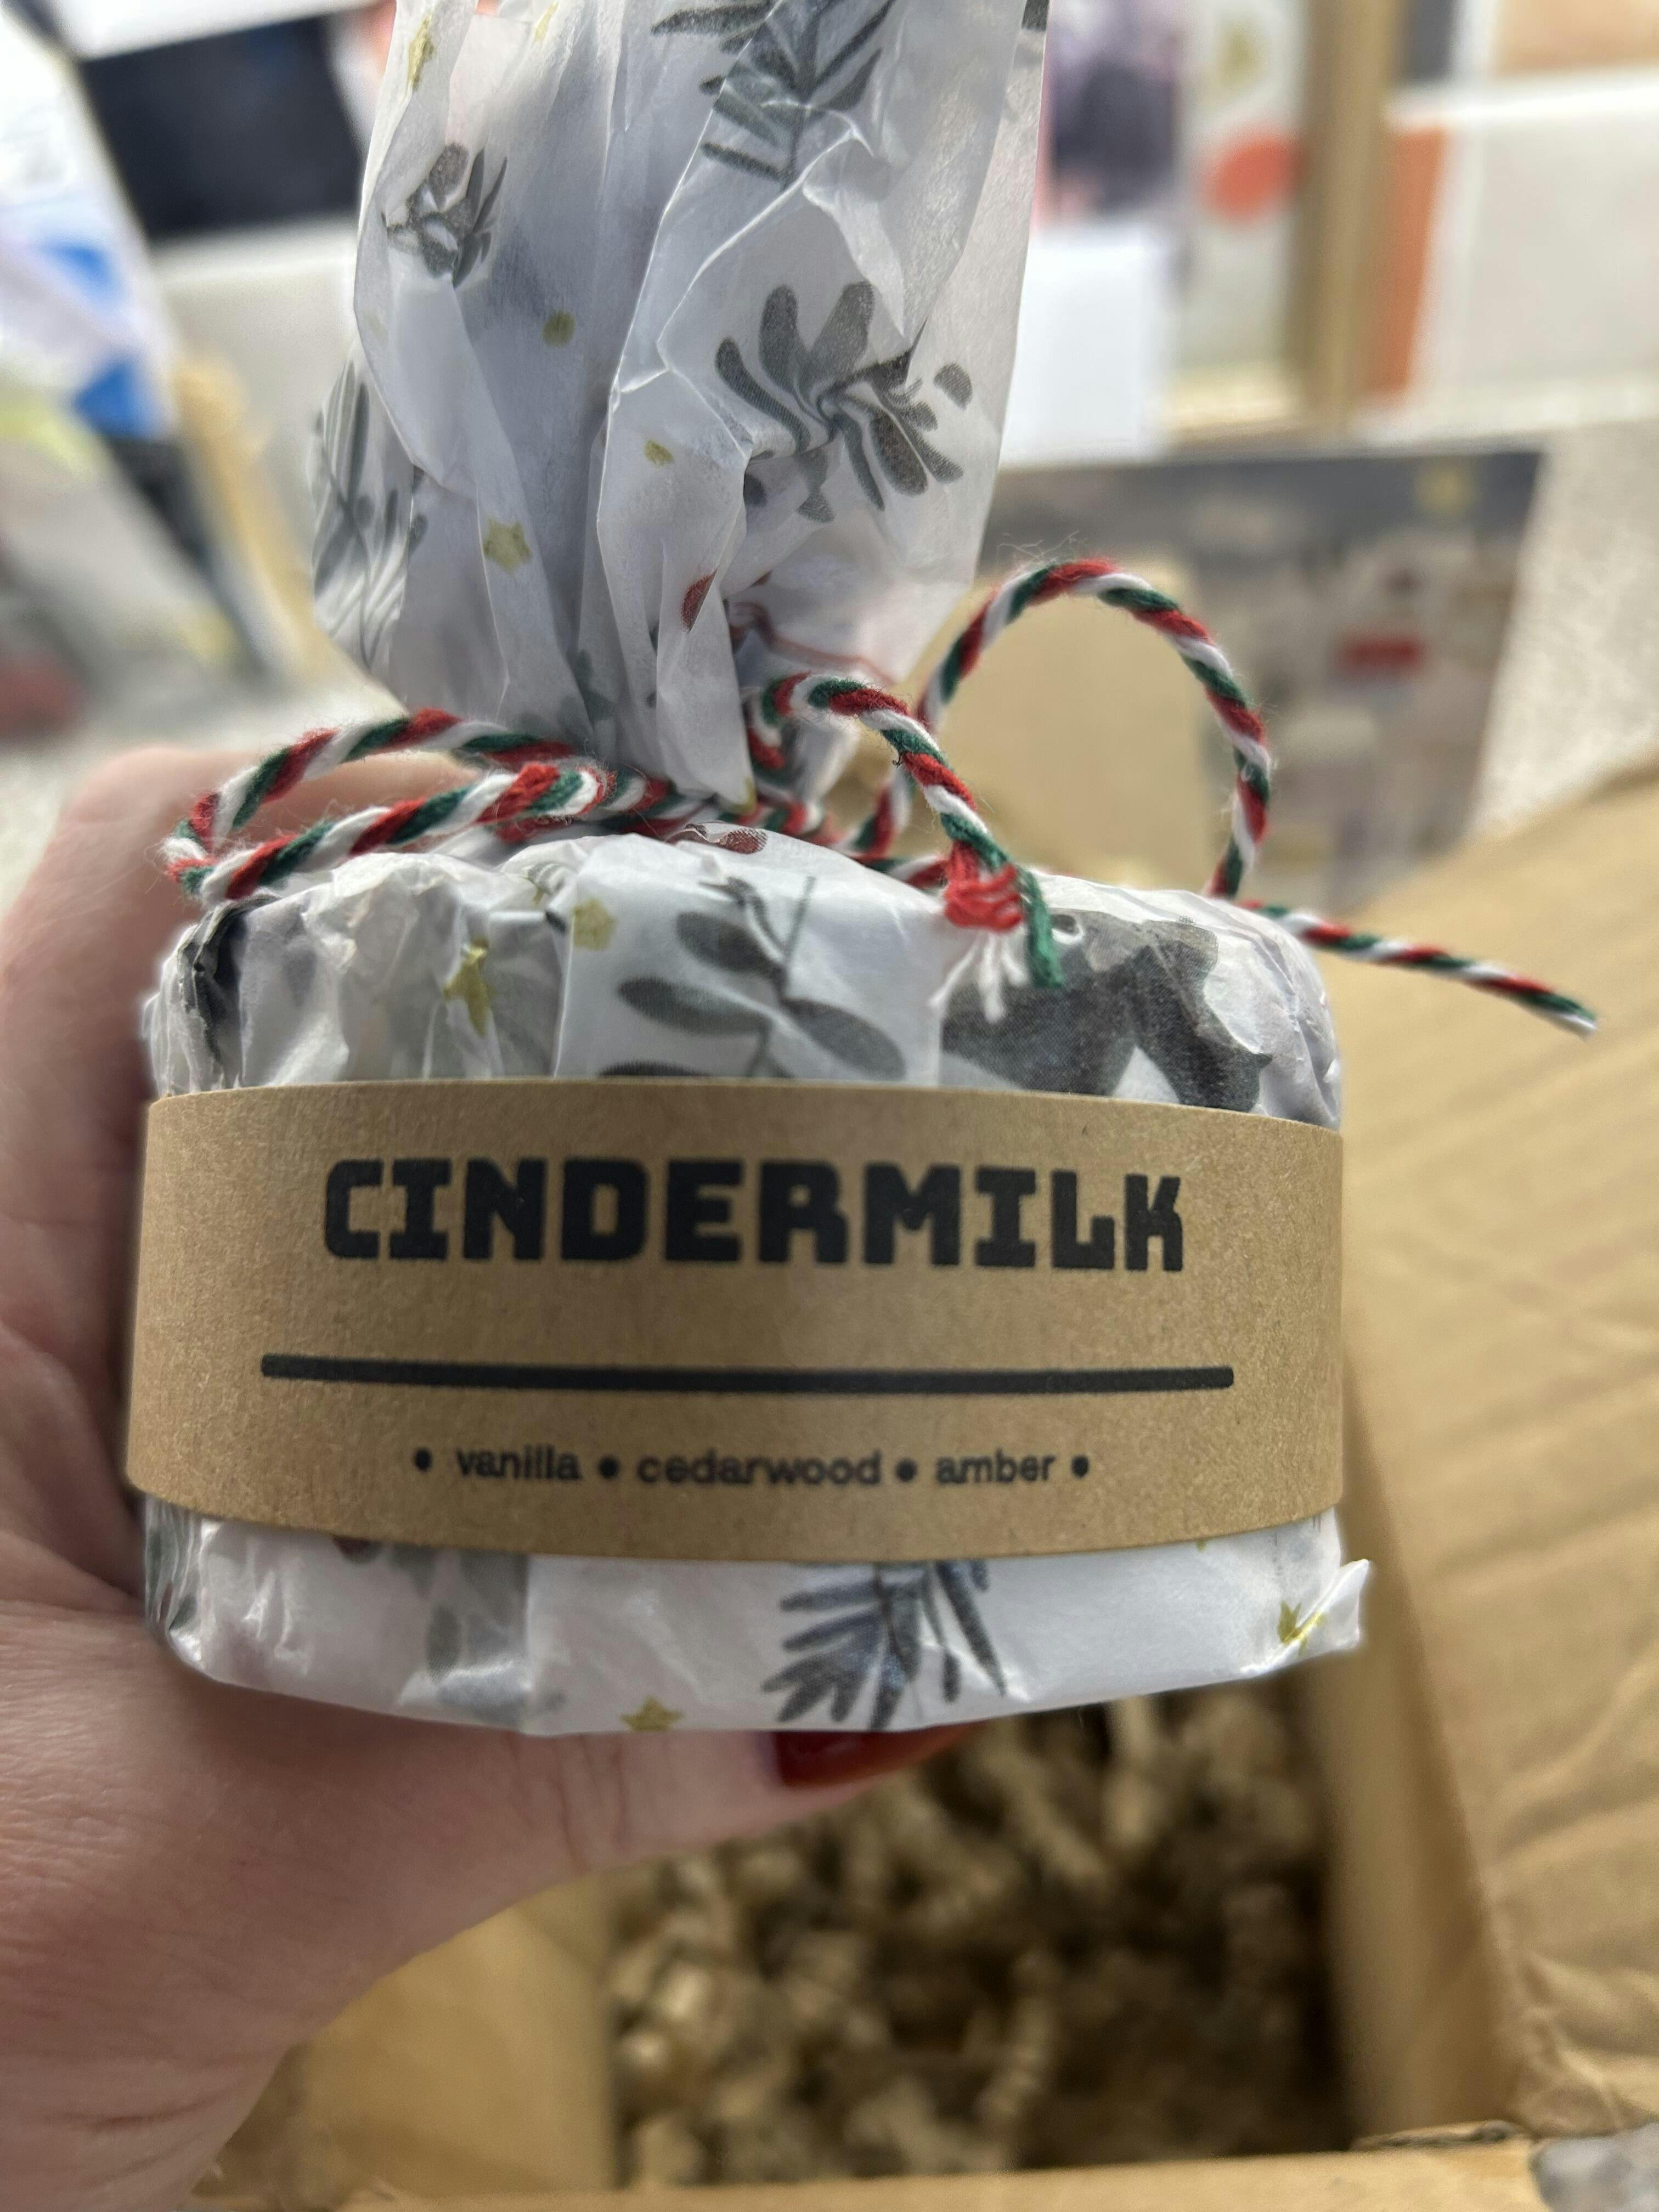 CINDERMILK
• vanilla • cedarwood • amber •